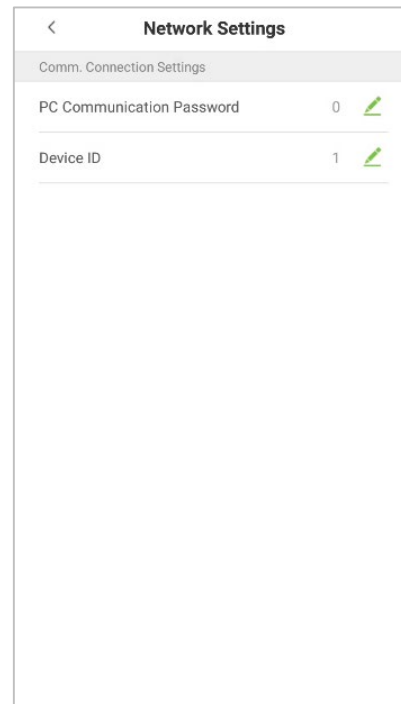 Network Settings
Comm. Connection Settings
PC Communication Password 0
Device ID 1